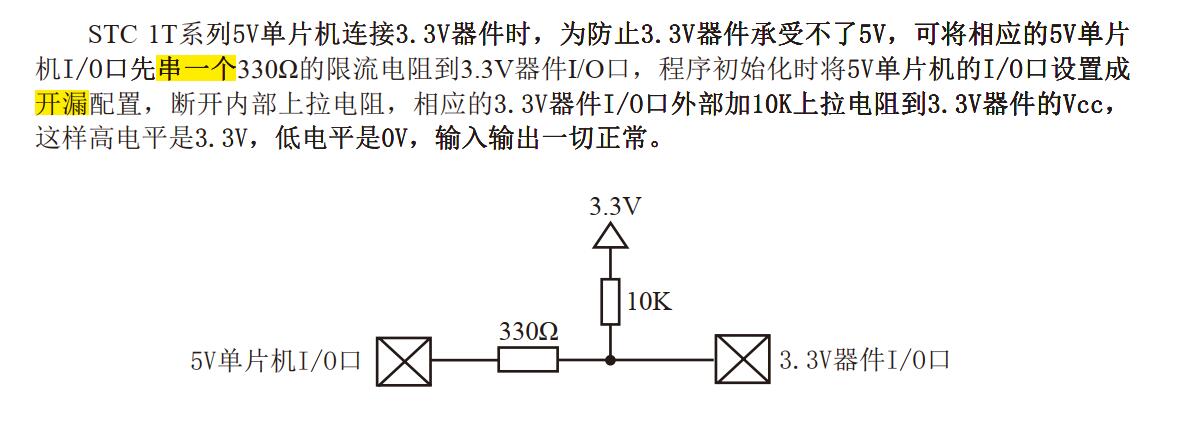 STC 1T系列5V单片机连接3.3V器件时，为防止3.3V器件承受不了5V，可将相应的5V单片
机I/O口先串一个330Ω的限流电阻到3.3V器件I/O口，程序初始化时将5V单片机的I/O口设置成
开漏配置，断开内部上拉电阻，相应的3.3V器件I/O口外部加10K上拉电阻到3.3V器件的Vcc，
这样高电平是3.3V，低电平是0V，输入输出一切正常。
3.3V
10K
330Ω
5V单片机I/O口
3.3V器件I/O口